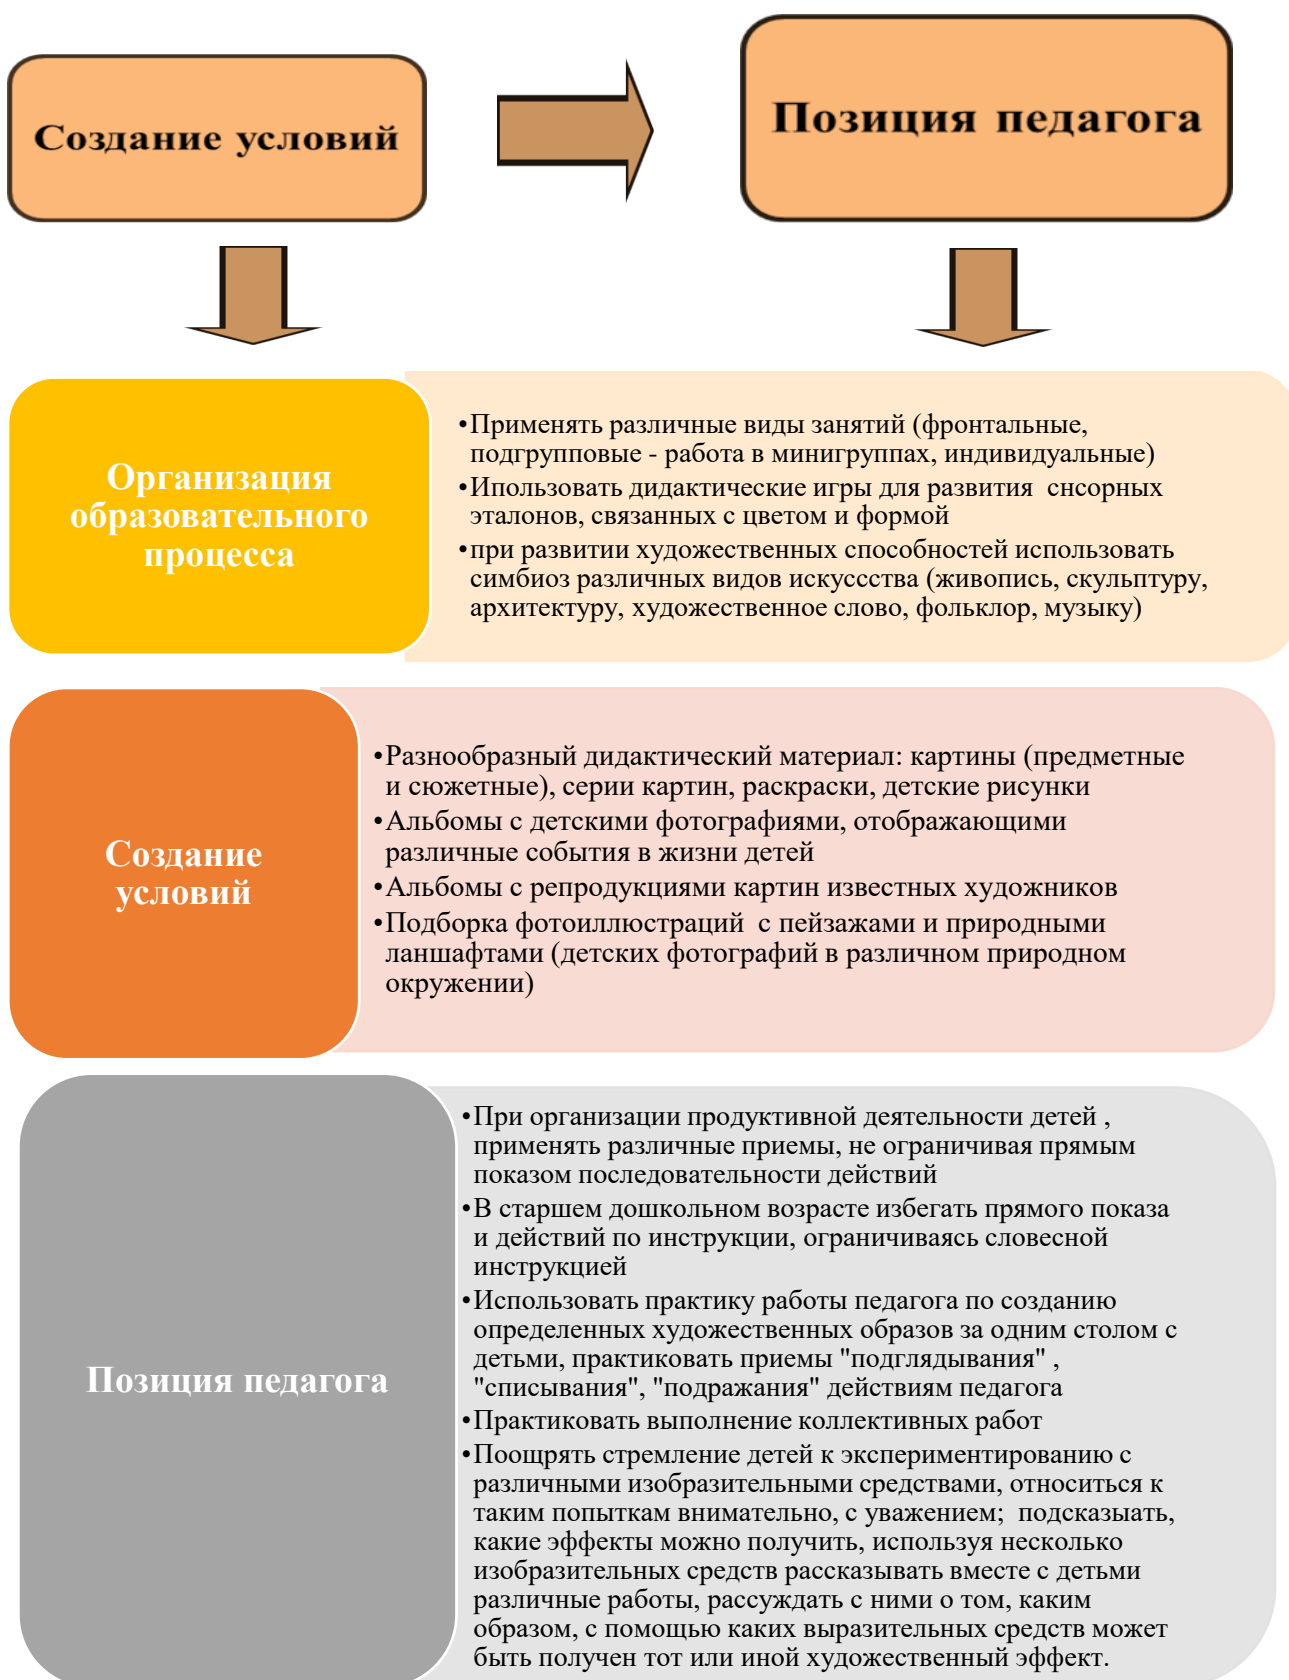 Создание условий
Позиция педагога
Организация
образовательного
процесса
•Применять различные виды занятий (фронтальные,
подгрупповые - работа в минигруппах, индивидуальные)
•Ипользовать дидактические игры для развития  снсорных
эталонов, связанных с цветом и формой
•при развитии художественных способностей использовать
симбиоз различных видов искуссства (живопись, скульптуру,
архитектуру, художественное слово, фольклор, музыку)
Создание
условий
•Разнообразный дидактический материал: картины (предметные
и сюжетные), серии картин, раскраски, детские рисунки
•Альбомы с детскими фотографиями, отображающими
различные события в жизни детей
•Альбомы с репродукциями картин известных художников
•Подборка фотоиллюстраций  с пейзажами и природными
ланшафтами (детских фотографий в различном природном
окружении)
Позиция педагога
•При организации продуктивной деятельности детей ,
применять различные приемы, не ограничивая прямым
показом последовательности действий
•В старшем дошкольном возрасте избегать прямого показа
и действий по инструкции, ограничиваясь словесной
инструкцией
•Использовать практику работы педагога по созданию
определенных художественных образов за одним столом с
детьми, практиковать приемы "подглядывания" ,
"списывания", "подражания" действиям педагога
•Практиковать выполнение коллективных работ
•Поощрять стремление детей к экспериментированию с
различными изобразительными средствами, относиться к
таким попыткам внимательно, с уважением;  подсказыать,
какие эффекты можно получить, используя несколько
изобразительных средств рассказывать вместе с детьми
различные работы, рассуждать с ними о том, каким
образом, с помощью каких выразительных средств может
быть получен тот или иной художественный эффект.